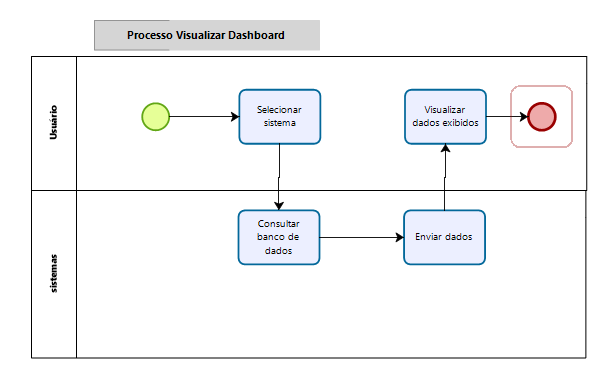 Processo Visualizar Dashboard
Usuário
Selecionar
sistema
Visualizar
dados exibidos
sistemas
Consultar
banco de
dados
Enviar dados